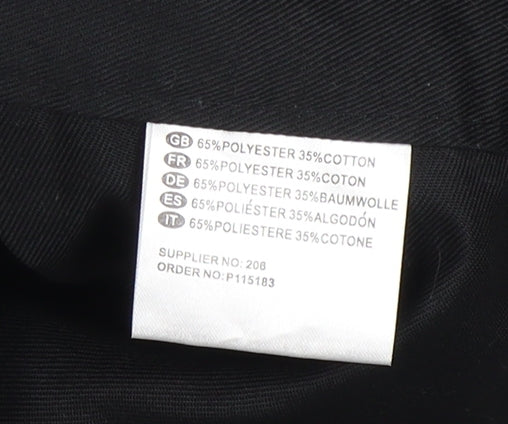 GB 65%POLYESTER 35%COTTON
FR 65%POLYESTER 35%COTON
DE 65%POLYESTER 35%BAUMWOLLE
ES 65%POLIÉSTER 35%ALGODÓN
IT 65%POLIESTERE 35%COTONE
SUPPLIER NO: 206
ORDER NO:P115183